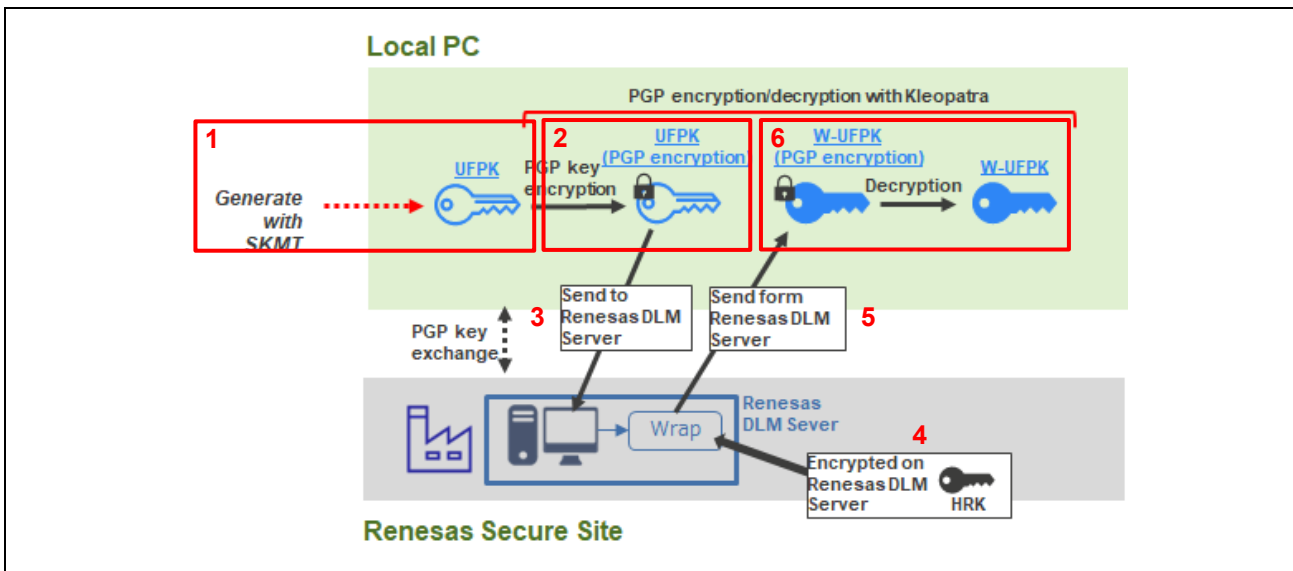 Local PC
PGP encryption/decryption with Kleopatra
1
2
6
UFPK
(PGP encryption)
W-UFPK
(PGP encryption)
UFPK
PGP key
encryption
Decryption
W-UFPK
Generate
with
SKMT
3
Send to
Renesas DLM
Server
Send form
Renesas DLM
Server
5
PGP key
exchange
Wrap
Renesas
DLM Sever
4
Encrypted on
Renesas DLM
Server
HRK
Renesas Secure Site